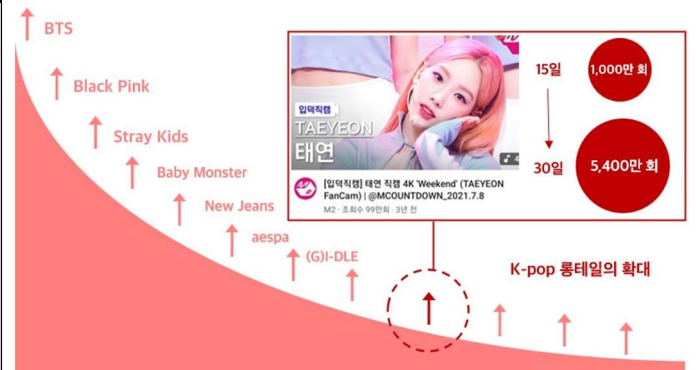 BTS
Black Pink
Stray Kids
Baby Monster
New Jeans
aespa
(G)I-DLE
입덕직캠
TAEYEON
태연
4
[입덕직캠] 태연 직캠 4K 'Weekend' (TAEYEON
FanCam) | @MCOUNTDOWN_2021.7.8
M2 · 조회수 99만회 · 3년 전
15일
1,000만 회
30일
5,400만 회
K-pop 롱테일의 확대